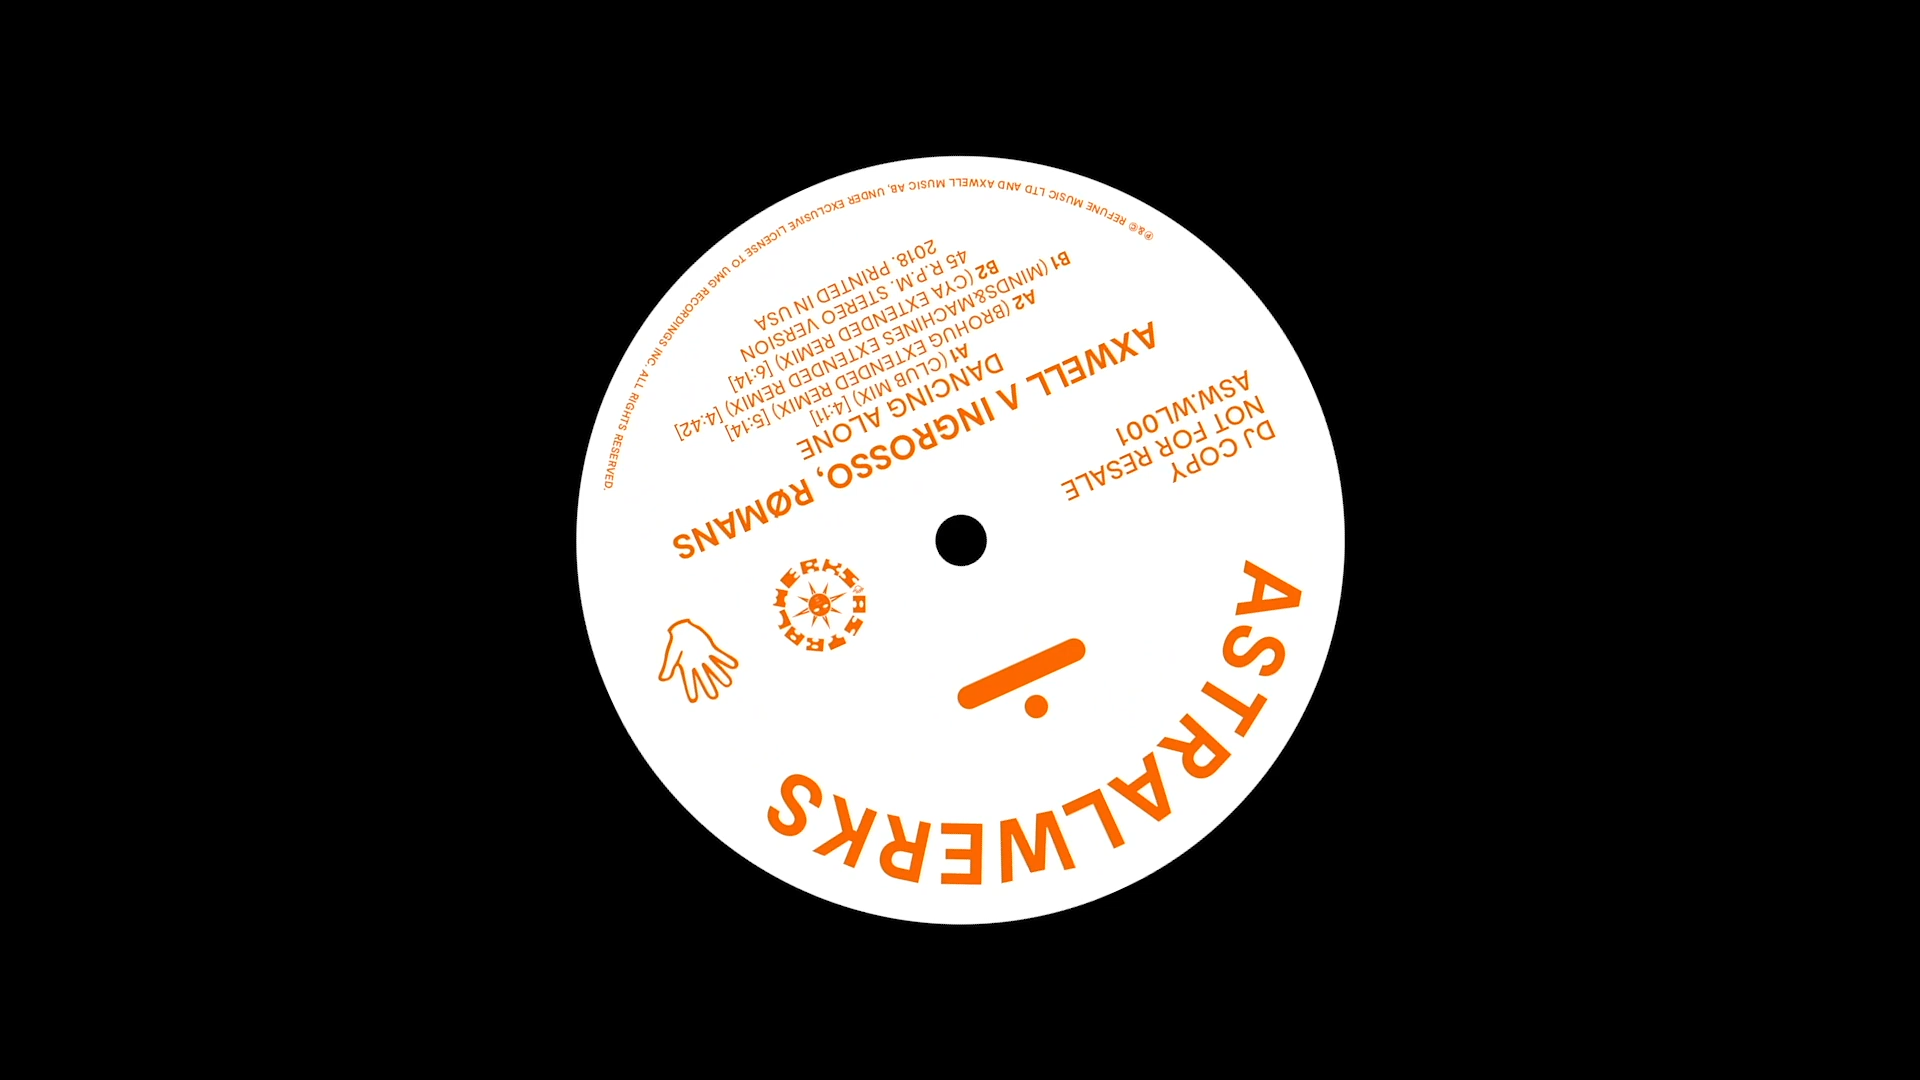 ASTRALWERKS
DJ COPY
NOT FOR RESALE
ASW.WL001
ASTRALWERKS
AXWELL Λ INGROSSO, RØMANS
DANCING ALONE
A1 (CLUB MIX) [4:11]
A2 (BROHUG EXTENDED REMIX) [5:14]
B1 (MINDS&MACHINES EXTENDED REMIX) [4:42]
B2 (CYA EXTENDED REMIX) [6:14]
45 R.P.M. STEREO VERSION
2018. PRINTED IN USA
℗&© REFUNE MUSIC LTD AND AXWELL MUSIC AB, UNDER EXCLUSIVE LICENSE TO UMG RECORDINGS INC. ALL RIGHTS RESERVED.